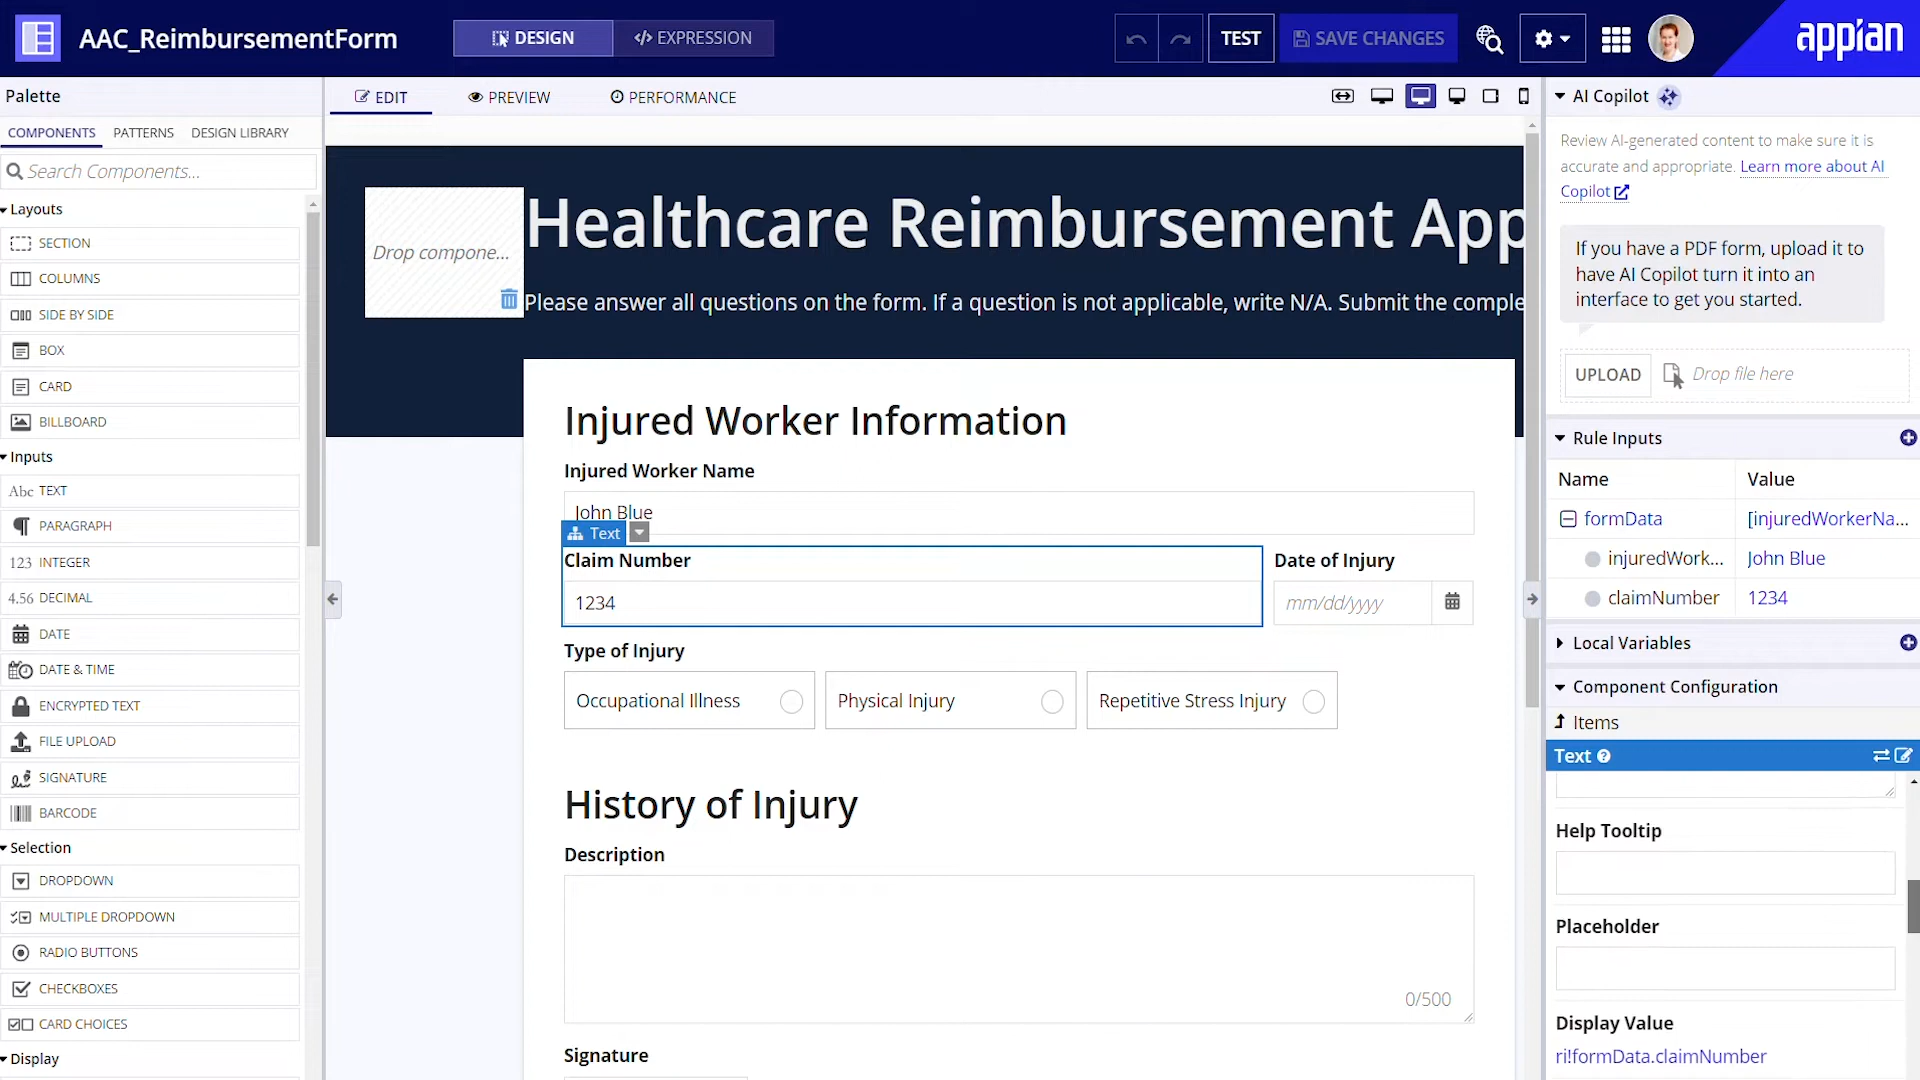 AAC_ReimbursementForm
DESIGN
</> EXPRESSION
TEST
SAVE CHANGES
appian
Palette
COMPONENTS PATTERNS DESIGN LIBRARY
Search Components...
Layouts
SECTION
COLUMNS
SIDE BY SIDE
BOX
CARD
BILLBOARD
Inputs
Abc TEXT
PARAGRAPH
123 INTEGER
4.56 DECIMAL
DATE
DATE & TIME
ENCRYPTED TEXT
FILE UPLOAD
SIGNATURE
BARCODE
Selection
DROPDOWN
MULTIPLE DROPDOWN
RADIO BUTTONS
CHECKBOXES
CARD CHOICES
Display
EDIT PREVIEW PERFORMANCE
Drop compone...
Healthcare Reimbursement App
Please answer all questions on the form. If a question is not applicable, write N/A. Submit the comple
Injured Worker Information
Injured Worker Name
John Blue
Text
Claim Number
1234
Date of Injury
mm/dd/yyyy
Type of Injury
Occupational Illness
Physical Injury
Repetitive Stress Injury
History of Injury
Description
0/500
Signature
AI Copilot
Review AI-generated content to make sure it is
accurate and appropriate. Learn more about AI
Copilot
If you have a PDF form, upload it to
have AI Copilot turn it into an
interface to get you started.
UPLOAD Drop file here
Rule Inputs
Name Value
formData [injuredWorkerNa...
injuredWork... John Blue
claimNumber 1234
Local Variables
Component Configuration
Items
Text
Help Tooltip
Placeholder
Display Value
ri!formData.claimNumber